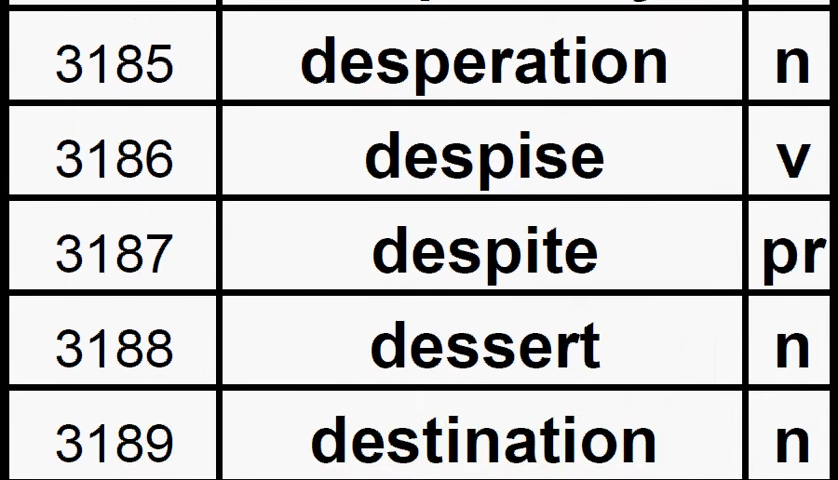 3185 desperation n
3186 despise v
3187 despite pr
3188 dessert n
3189 destination n